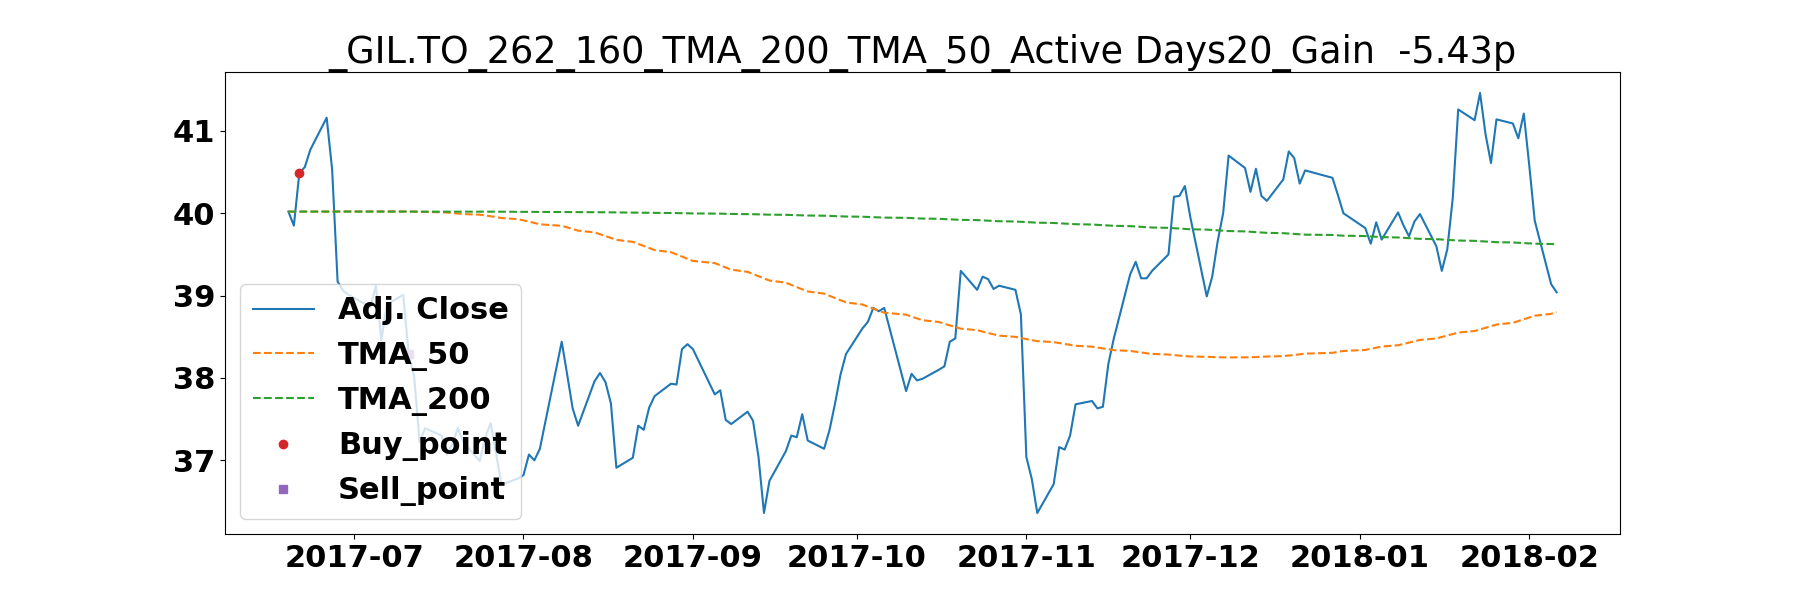 _GIL.TO_262_160_TMA_200_TMA_50_Active Days20_Gain  -5.43p
41
40
39
38
37
Adj. Close
TMA_50
TMA_200
Buy_point
Sell_point
2017-07 2017-08 2017-09 2017-10 2017-11 2017-12 2018-01 2018-02